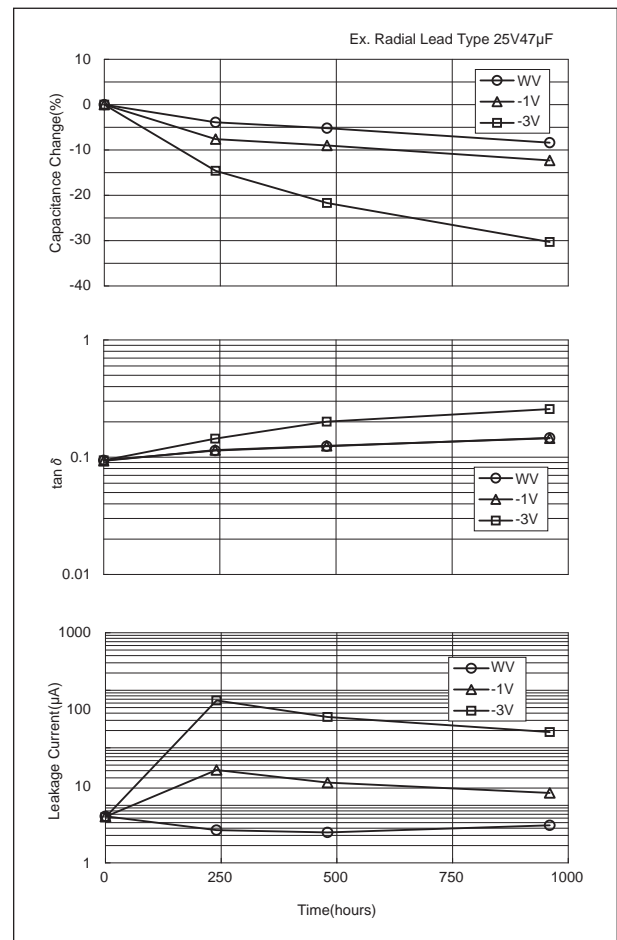 Ex. Radial Lead Type 25V47µF
Capacitance Change(%)
10
0
-10
-20
-30
-40
WV
-1V
-3V
tan δ
1
0.1
0.01
WV
-1V
-3V
Leakage Current(µA)
1000
100
10
1
WV
-1V
-3V
0
250
500
750
1000
Time(hours)